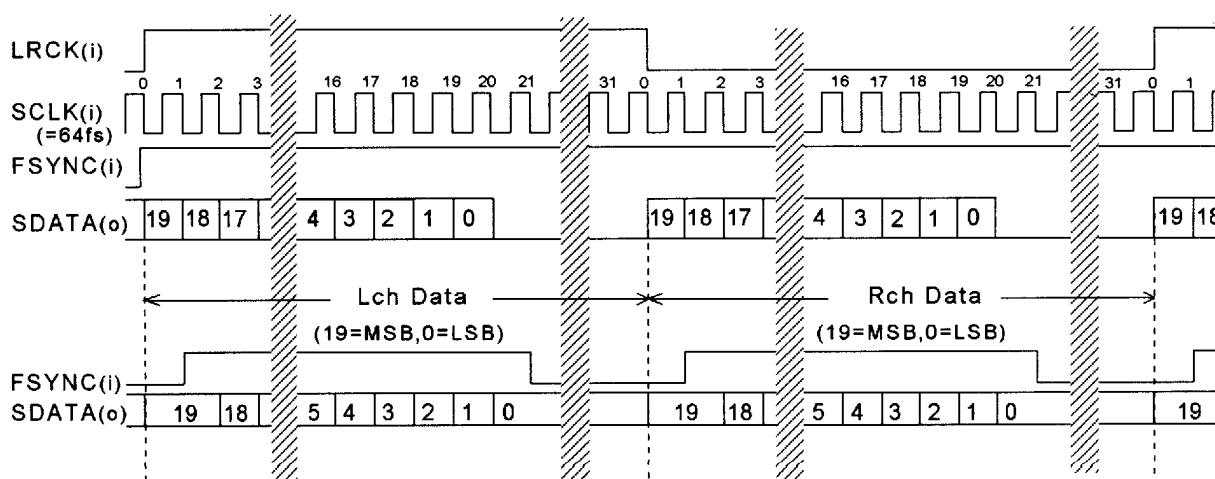 LRCK(i)
0 1 2 3 16 17 18 19 20 21 31 0 1 2 3 16 17 18 19 20 21 31 0 1
SCLK(i)
(=64fs)
FSYNC(i)
SDATA(o) 19 18 17 4 3 2 1 0 19 18 17 4 3 2 1 0 19 18
Lch Data Rch Data
(19=MSB,0=LSB) (19=MSB,0=LSB)
FSYNC(i)
SDATA(o) 19 18 5 4 3 2 1 0 19 18 5 4 3 2 1 0 19